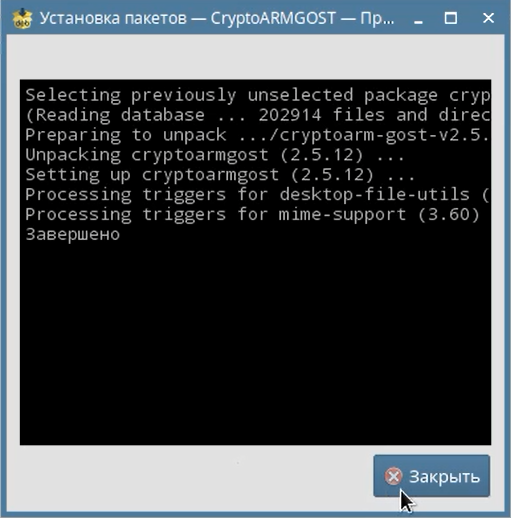 Установка пакетов — CryptoARMGOST — Пр...
Selecting previously unselected package cryp
(Reading database ... 202914 files and direc
Preparing to unpack .../cryptoarm-gost-v2.5.
Unpacking cryptoarmgost (2.5.12) ...
Setting up cryptoarmgost (2.5.12) ...
Processing triggers for desktop-file-utils (
Processing triggers for mime-support (3.60)
Завершено
Закрыть